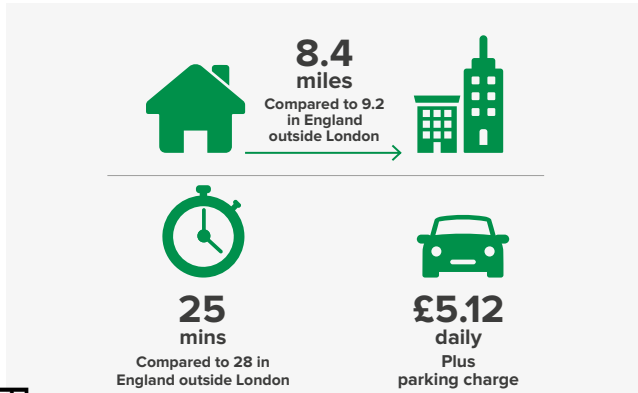 8.4
miles
Compared to 9.2
in England
outside London
25
mins
Compared to 28 in
England outside London
£5.12
daily
Plus
parking charge